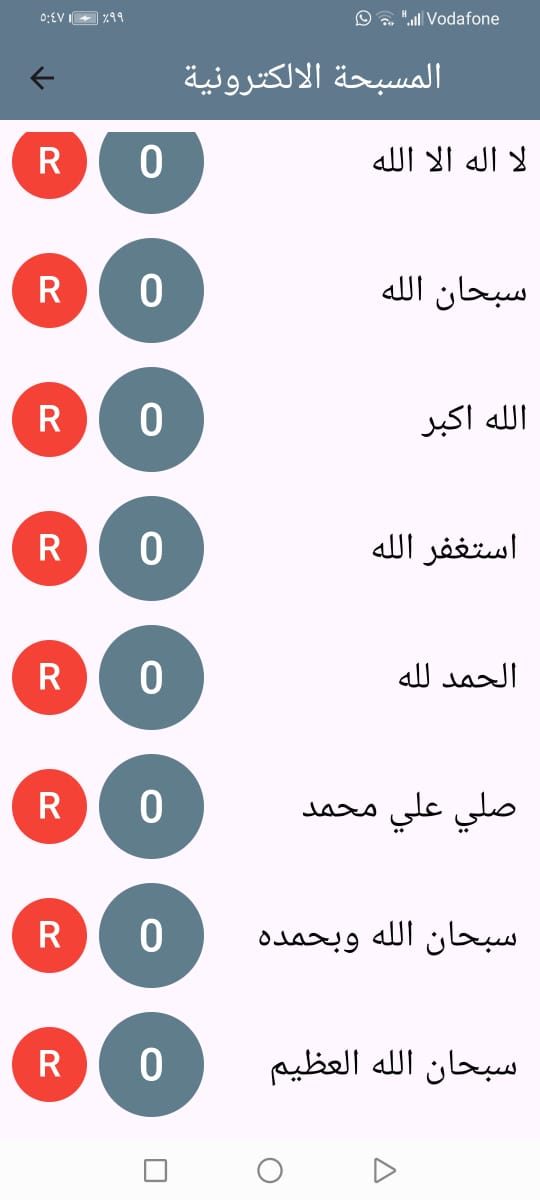 ٥:٤٧ ٪٩٩ H Vodafone
المسبحة الالكترونية
لا اله الا الله 0 R
سبحان الله 0 R
الله اكبر 0 R
استغفر الله 0 R
الحمد لله 0 R
صلي علي محمد 0 R
سبحان الله وبحمده 0 R
سبحان الله العظيم 0 R